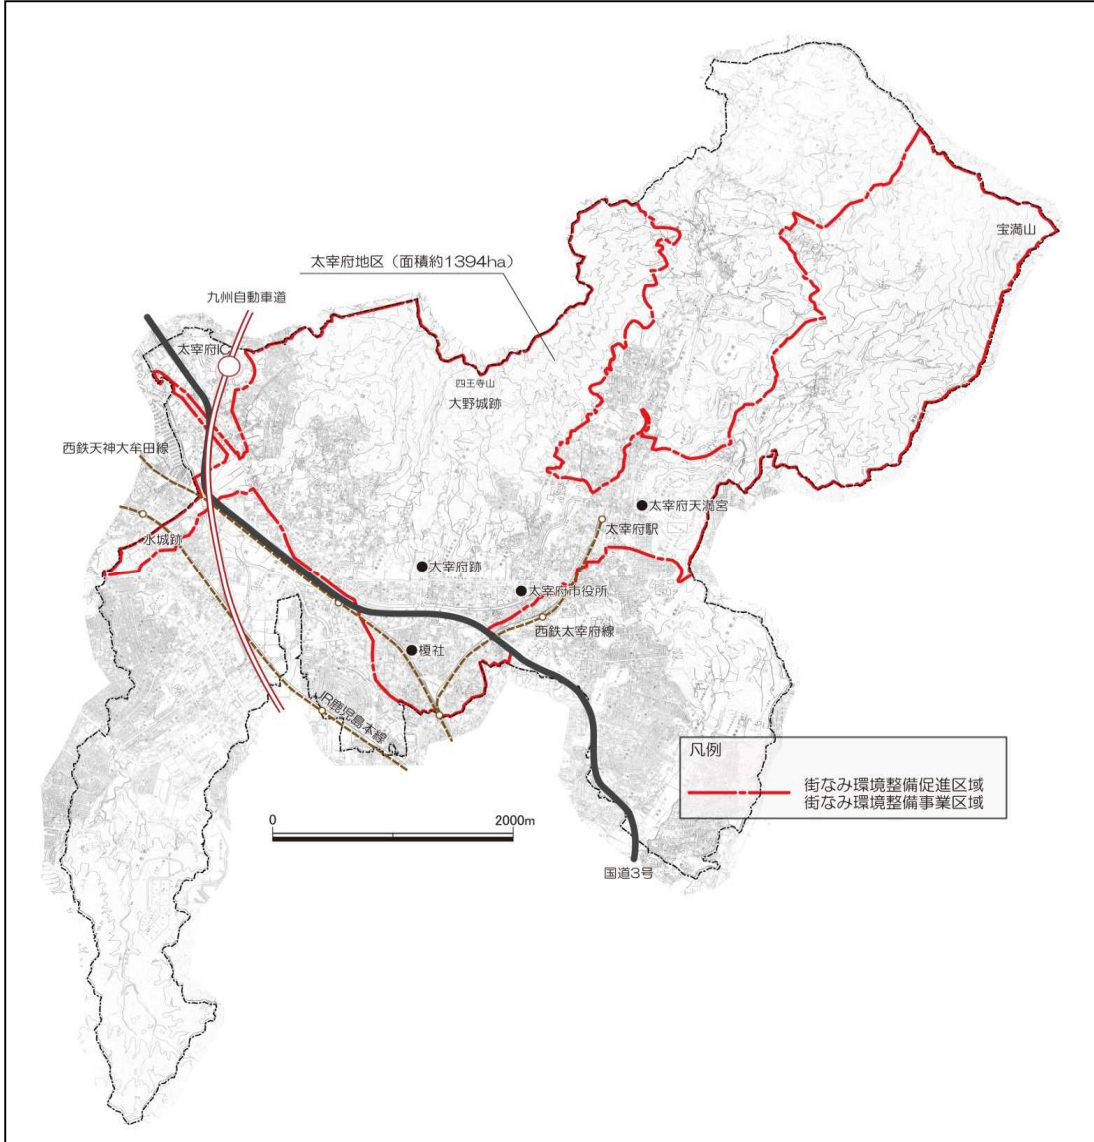 宝満山
太宰府地区（面積約1394ha）
九州自動車道
太宰府IC
四王寺山
大野城跡
西鉄天神大牟田線
太宰府天満宮
太宰府駅
水城跡
大宰府跡
太宰府市役所
西鉄太宰府線
榎社
JR鹿児島本線
凡例
街なみ環境整備促進区域
街なみ環境整備事業区域
0 2000m
国道3号